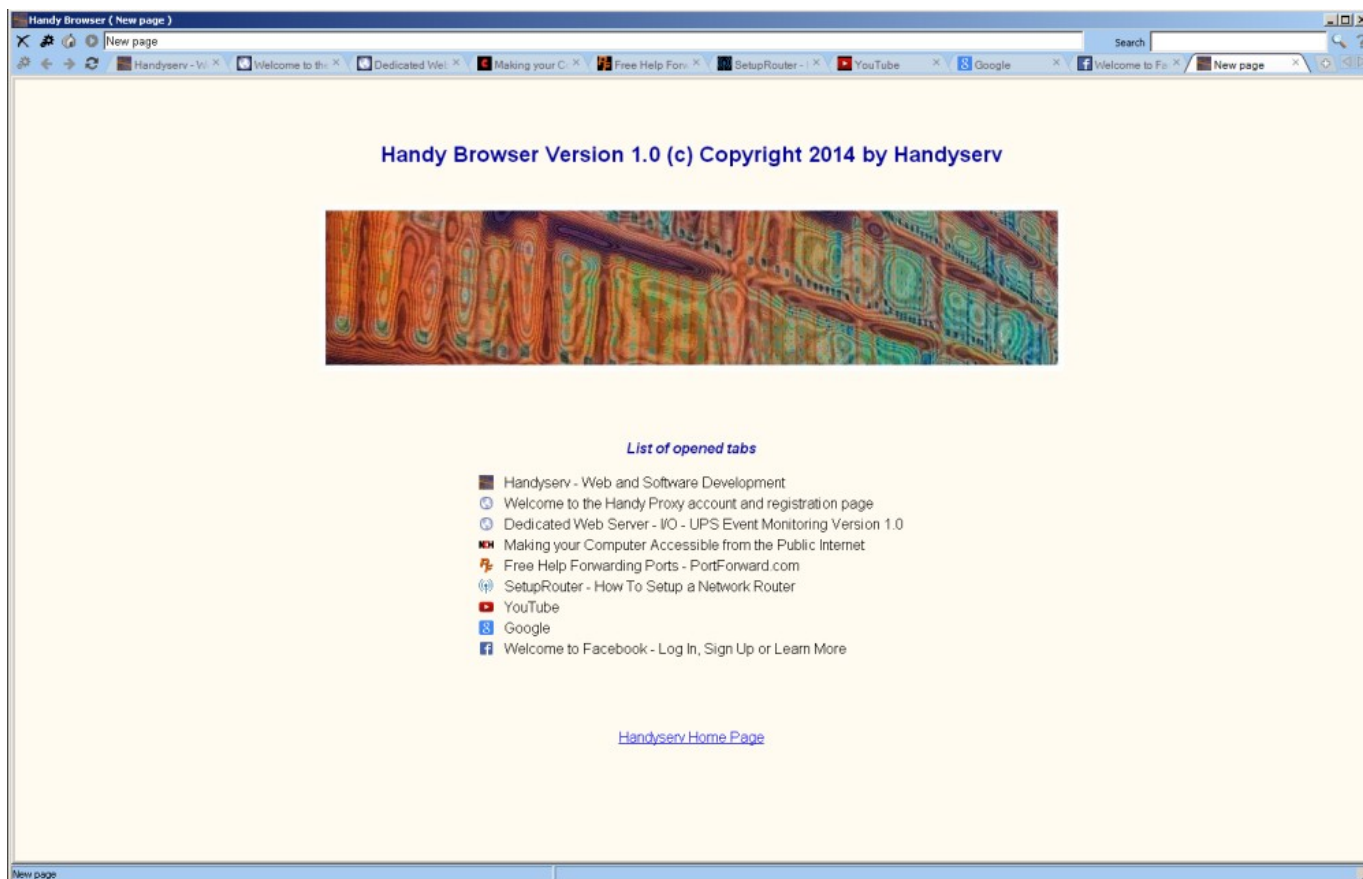 Handy Browser ( New page )
New page
Search
Handyserv - W
Welcome to the
Dedicated Web
Making your C
Free Help Forw
SetupRouter -
YouTube
Google
Welcome to Fa
New page
Handy Browser Version 1.0 (c) Copyright 2014 by Handyserv
List of opened tabs
Handyserv - Web and Software Development
Welcome to the Handy Proxy account and registration page
Dedicated Web Server - I/O - UPS Event Monitoring Version 1.0
Making your Computer Accessible from the Public Internet
Free Help Forwarding Ports - PortForward.com
SetupRouter - How To Setup a Network Router
YouTube
Google
Welcome to Facebook - Log In, Sign Up or Learn More
Handyserv Home Page
New page